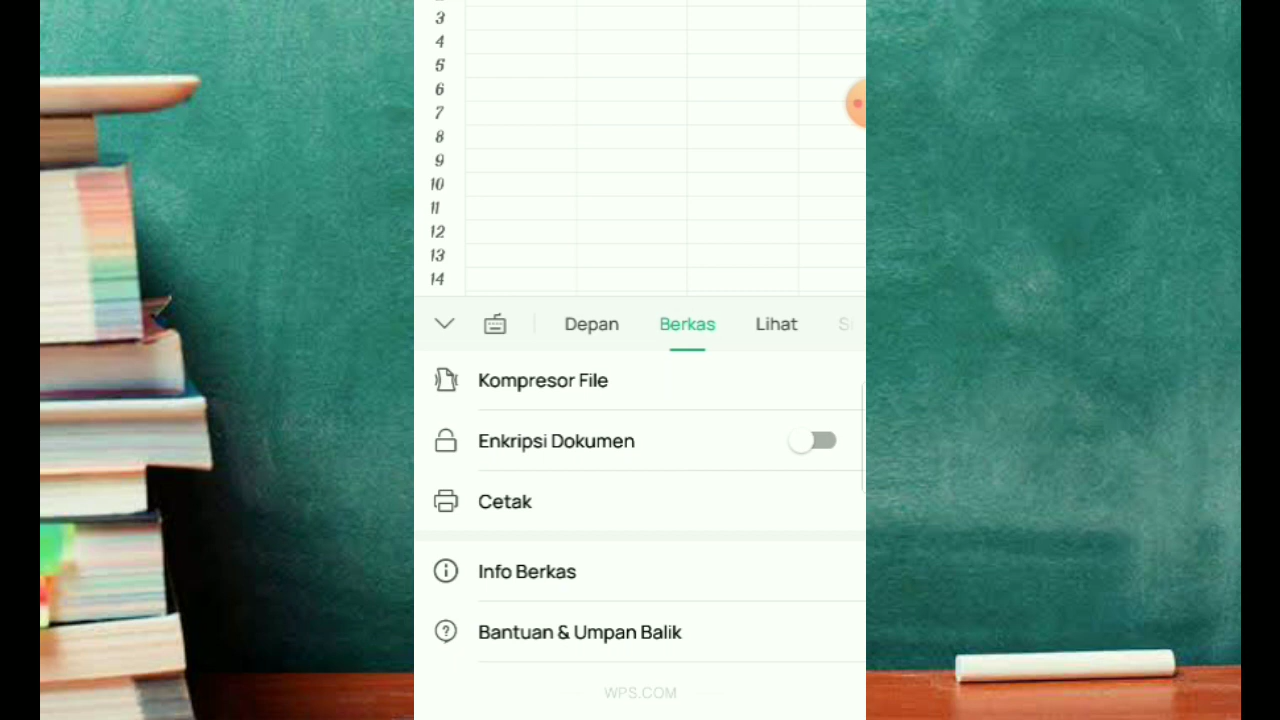 3
4
5
6
7
8
9
10
11
12
13
14
Depan Berkas Lihat
Kompresor File
Enkripsi Dokumen
Cetak
Info Berkas
Bantuan & Umpan Balik
WPS.COM